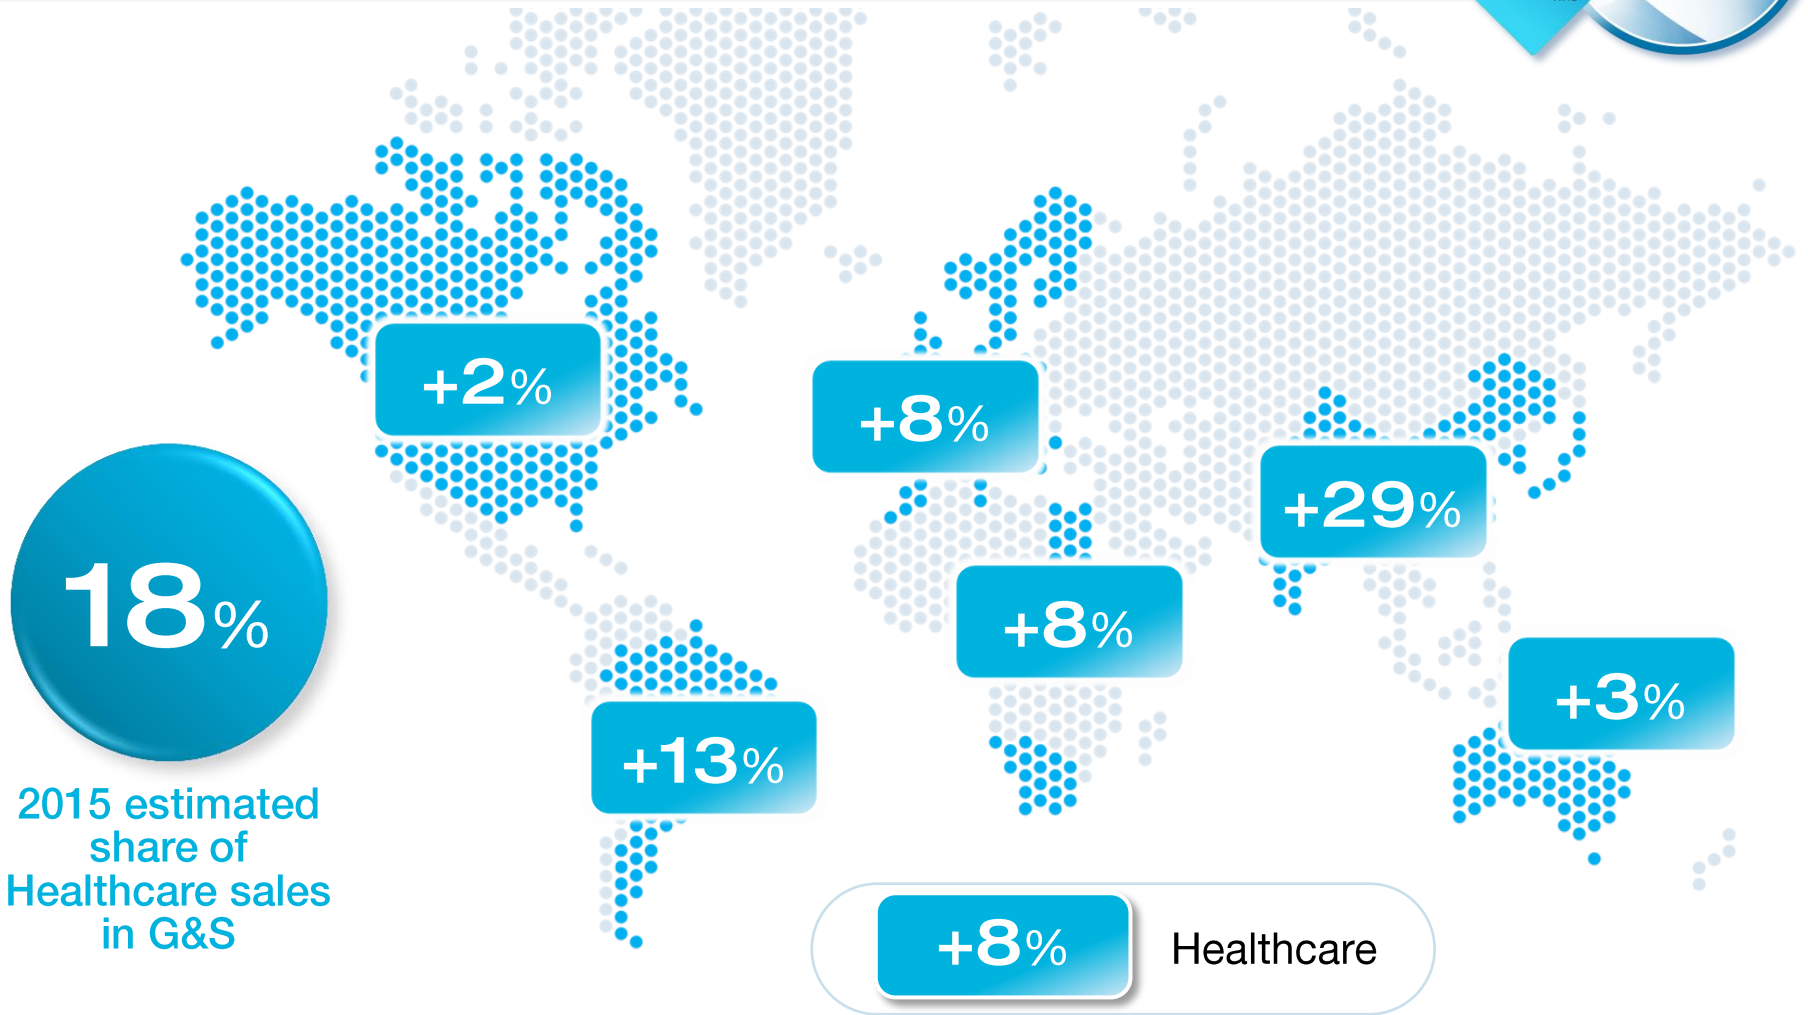 +2%
+8%
+29%
18%
+8%
+3%
+13%
2015 estimated
share of
Healthcare sales
in G&S
+8% Healthcare